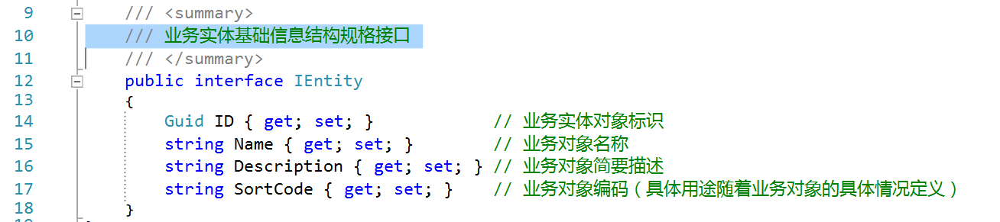 9 /// <summary>
10 /// 业务实体基础信息结构规格接口
11 /// </summary>
12 public interface IEntity
13 {
14 Guid ID { get; set; } // 业务实体对象标识
15 string Name { get; set; } // 业务对象名称
16 string Description { get; set; } // 业务对象简要描述
17 string SortCode { get; set; } // 业务对象编码（具体用途随着业务对象的具体情况定义）
18 }